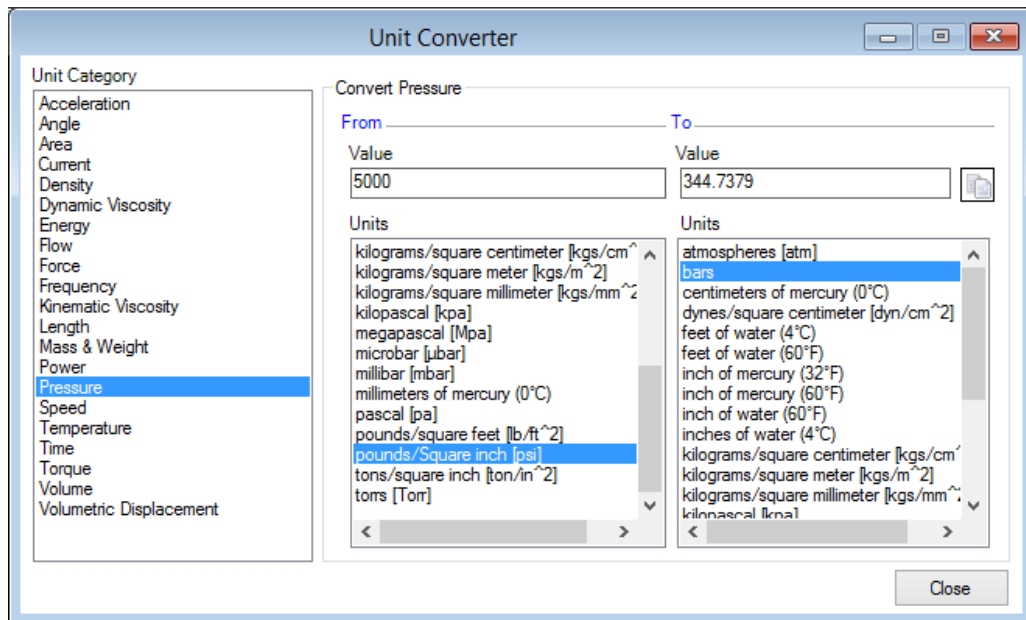 Unit Converter
Unit Category
Acceleration
Angle
Area
Current
Density
Dynamic Viscosity
Energy
Flow
Force
Frequency
Kinematic Viscosity
Length
Mass & Weight
Power
Pressure
Speed
Temperature
Time
Torque
Volume
Volumetric Displacement
Convert Pressure
From
Value
5000
Units
kilograms/square centimeter [kgs/cm^
kilograms/square meter [kgs/m^2]
kilograms/square millimeter [kgs/mm^2
kilopascal [kpa]
megapascal [Mpa]
microbar [µbar]
millibar [mbar]
millimeters of mercury (0°C)
pascal [pa]
pounds/square feet [lb/ft^2]
pounds/Square inch [psi]
tons/square inch [ton/in^2]
torrs [Torr]
To
Value
344.7379
Units
atmospheres [atm]
bars
centimeters of mercury (0°C)
dynes/square centimeter [dyn/cm^2]
feet of water (4°C)
feet of water (60°F)
inch of mercury (32°F)
inch of mercury (60°F)
inch of water (60°F)
inches of water (4°C)
kilograms/square centimeter [kgs/cm^
kilograms/square meter [kgs/m^2]
kilograms/square millimeter [kgs/mm^2
kilopascal [kpa]
Close